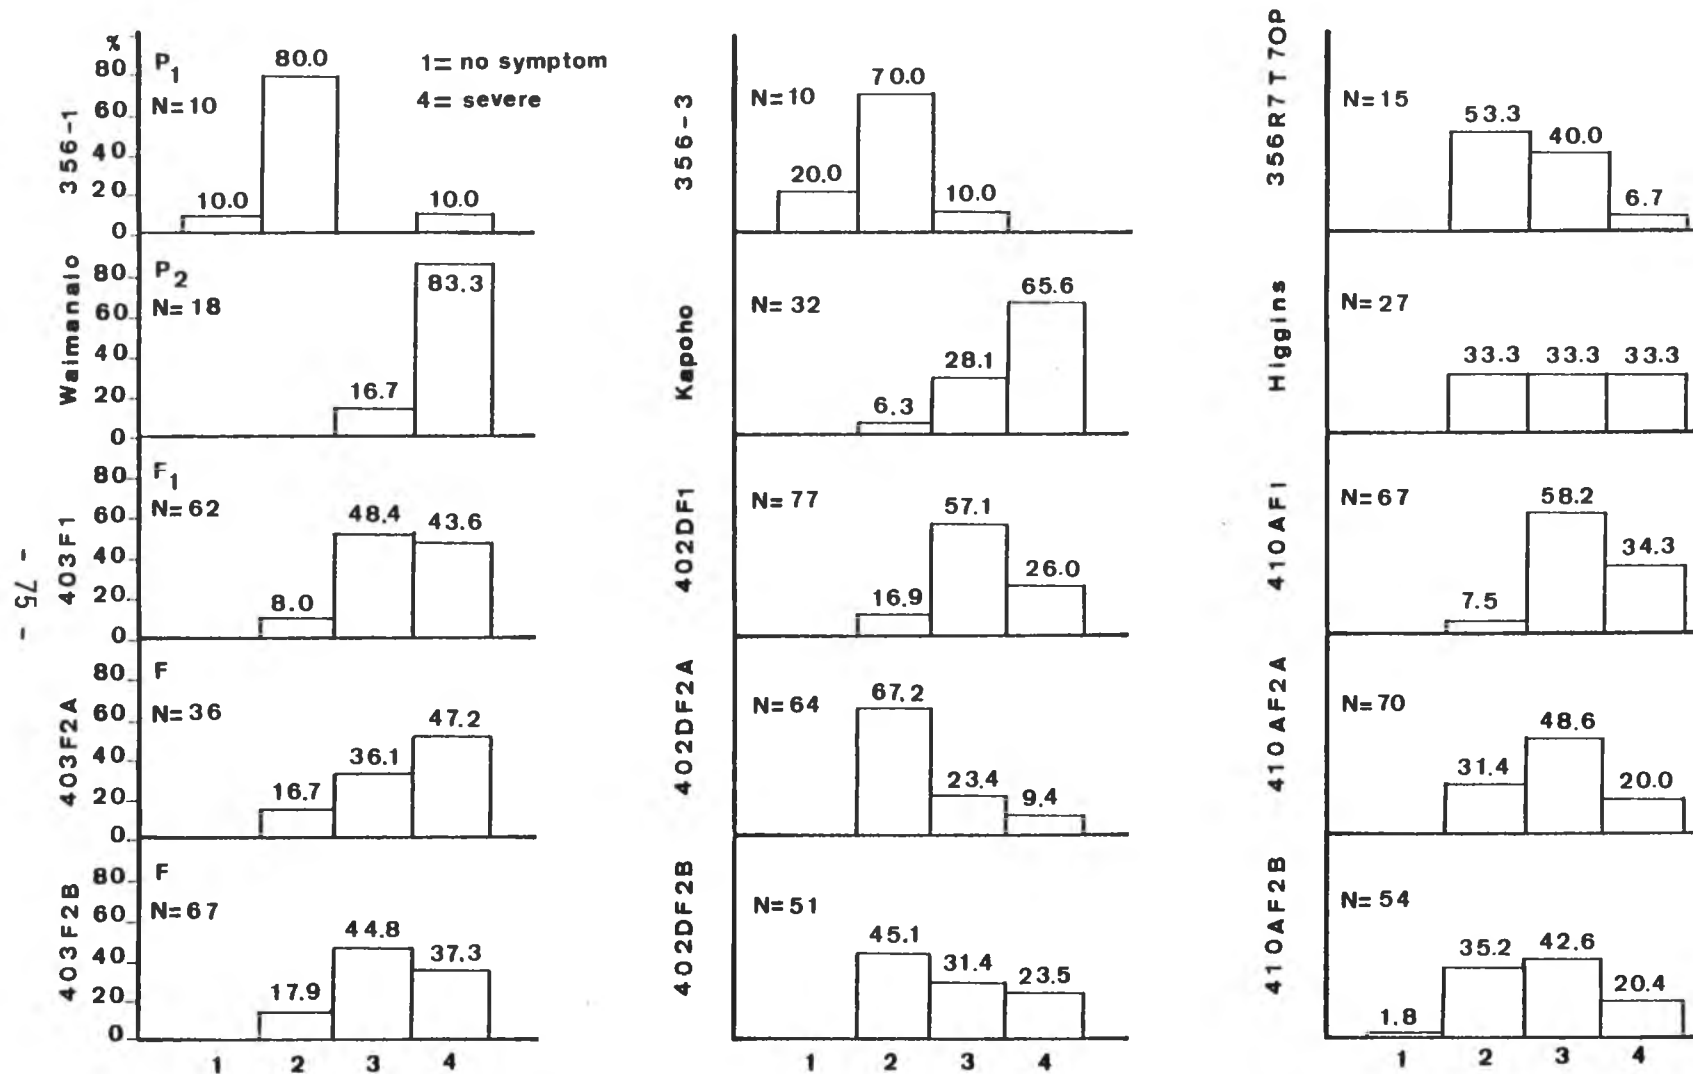 %
80
60
40
20
0
356-1
P1
N=10
10.0
80.0
10.0
1= no symptom
4= severe
356-3
N=10
20.0
70.0
10.0
356R7T7OP
N=15
53.3
40.0
6.7
Waimanalo
80
60
40
20
0
P2
N=18
16.7
83.3
Kapoho
N=32
6.3
28.1
65.6
Higgins
N=27
33.3
33.3
33.3
403F1
80
60
40
20
0
F1
N=62
8.0
48.4
43.6
402DF1
N=77
16.9
57.1
26.0
410AF1
N=67
7.5
58.2
34.3
403F2A
80
60
40
20
0
F
N=36
16.7
36.1
47.2
402DF2A
N=64
67.2
23.4
9.4
410AF2A
N=70
31.4
48.6
20.0
403F2B
80
60
40
20
0
F
N=67
17.9
44.8
37.3
402DF2B
N=51
45.1
31.4
23.5
410AF2B
N=54
1.8
35.2
42.6
20.4
1 2 3 4
1 2 3 4
1 2 3 4
- 75 -